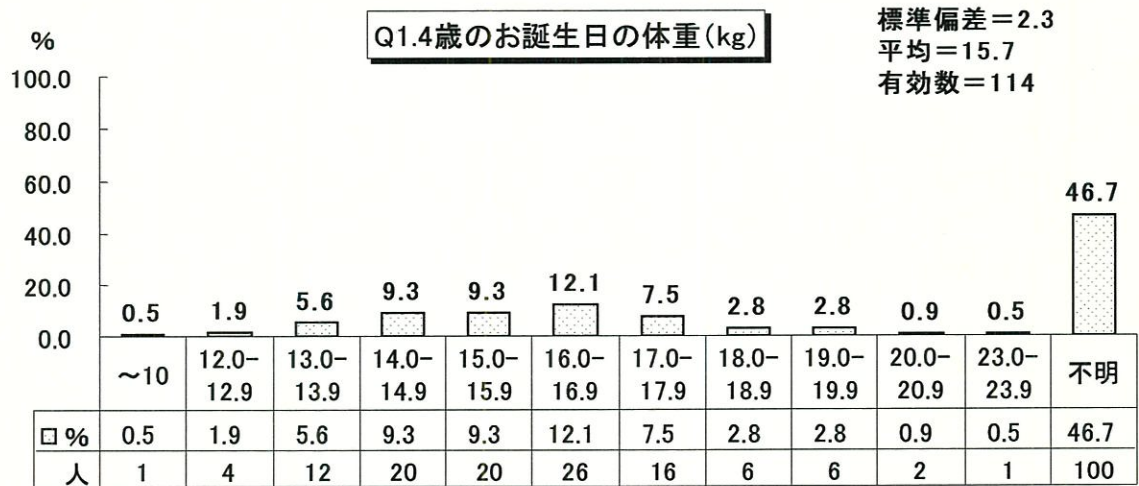 Q1.4歳のお誕生日の体重(kg)
標準偏差=2.3
平均=15.7
有効数=114
%
100.0
80.0
60.0
40.0
20.0
0.0
0.5 1.9 5.6 9.3 9.3 12.1 7.5 2.8 2.8 0.9 0.5 46.7
～10 12.0-12.9 13.0-13.9 14.0-14.9 15.0-15.9 16.0-16.9 17.0-17.9 18.0-18.9 19.0-19.9 20.0-20.9 23.0-23.9 不明
% 0.5 1.9 5.6 9.3 9.3 12.1 7.5 2.8 2.8 0.9 0.5 46.7
人 1 4 12 20 20 26 16 6 6 2 1 100